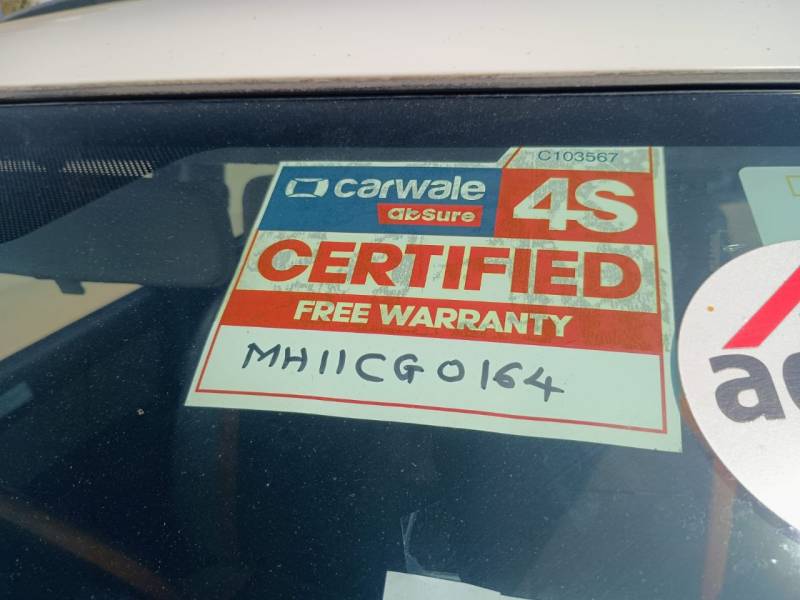 C103567
carwale
abSure
4S
CERTIFIED
FREE WARRANTY
MH11CG0164